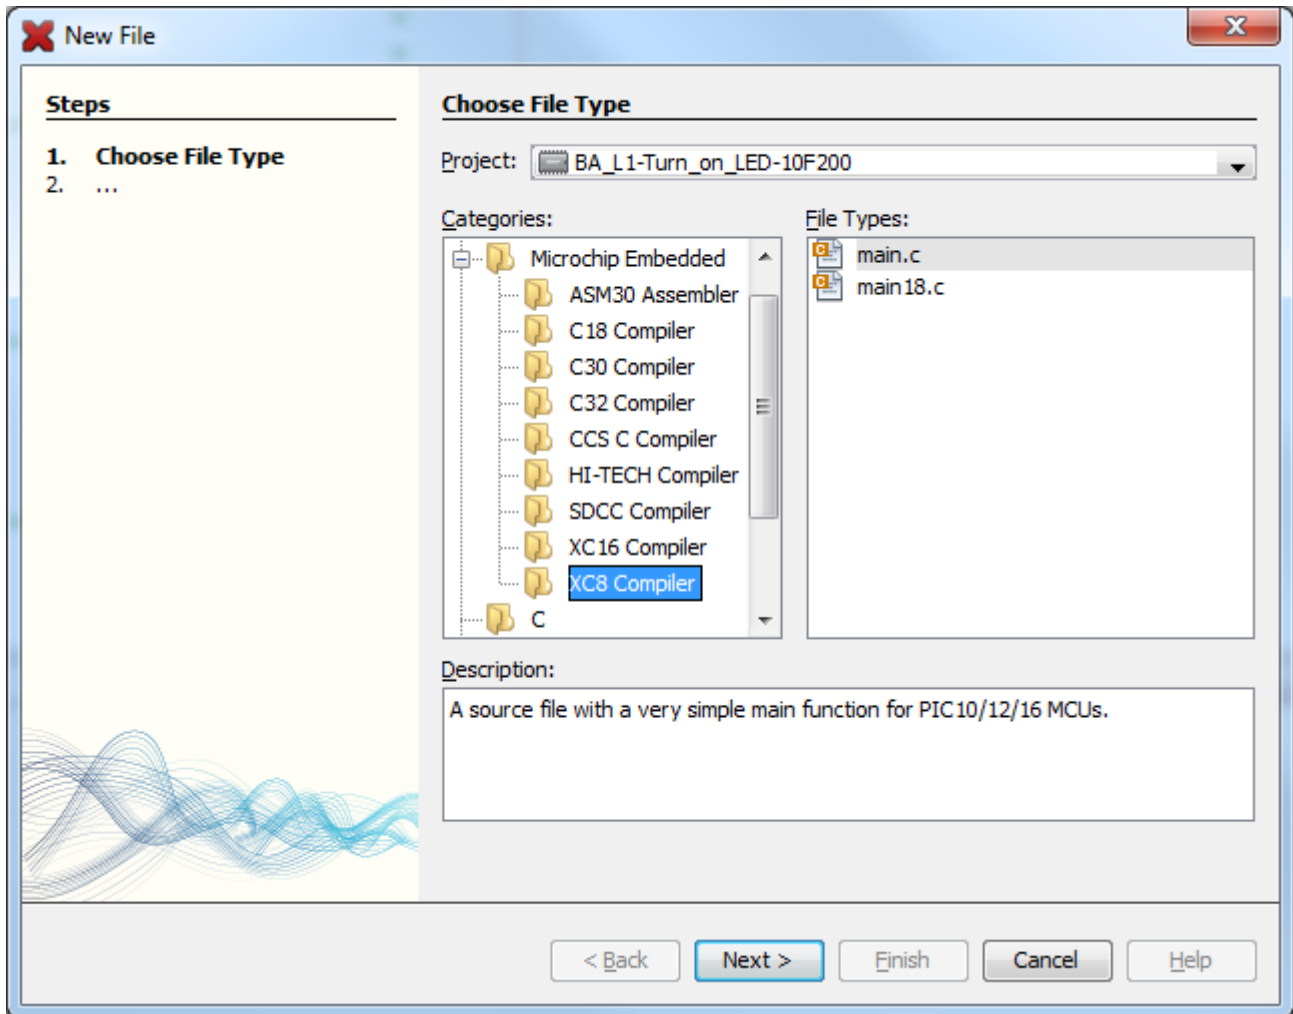 New File
Steps
1. Choose File Type
2. ...
Choose File Type
Project: BA_L1-Turn_on_LED-10F200
Categories:
Microchip Embedded
ASM30 Assembler
C18 Compiler
C30 Compiler
C32 Compiler
CCS C Compiler
HI-TECH Compiler
SDCC Compiler
XC16 Compiler
XC8 Compiler
C
File Types:
main.c
main18.c
Description:
A source file with a very simple main function for PIC10/12/16 MCUs.
< Back Next > Finish Cancel Help